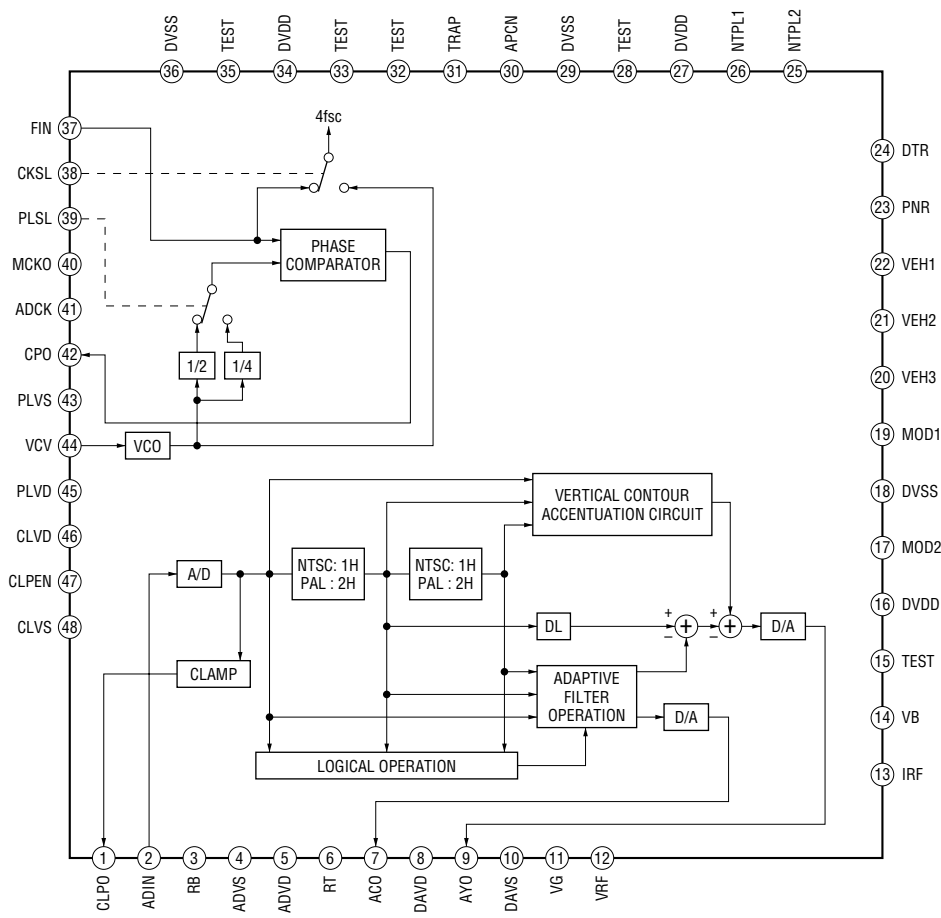 DVSS TEST DVDD TEST TEST TRAP APCN DVSS TEST DVDD NTPL1 NTPL2
36 35 34 33 32 31 30 29 28 27 26 25
FIN 37
CKSL 38
PLSL 39
MCKO 40
ADCK 41
CPO 42
PLVS 43
VCV 44
PLVD 45
CLVD 46
CLPEN 47
CLVS 48
4fsc
PHASE
COMPARATOR
1/2
1/4
VCO
24 DTR
23 PNR
22 VEH1
21 VEH2
20 VEH3
19 MOD1
18 DVSS
17 MOD2
16 DVDD
15 TEST
14 VB
13 IRF
VERTICAL CONTOUR
ACCENTUATION CIRCUIT
A/D
NTSC: 1H
PAL : 2H
NTSC: 1H
PAL : 2H
DL
+
−
+
+
−
+
D/A
CLAMP
ADAPTIVE
FILTER
OPERATION
D/A
LOGICAL OPERATION
1 2 3 4 5 6 7 8 9 10 11 12
CLPO ADIN RB ADVS ADVD RT ACO DAVD AYO DAVS VG VRF